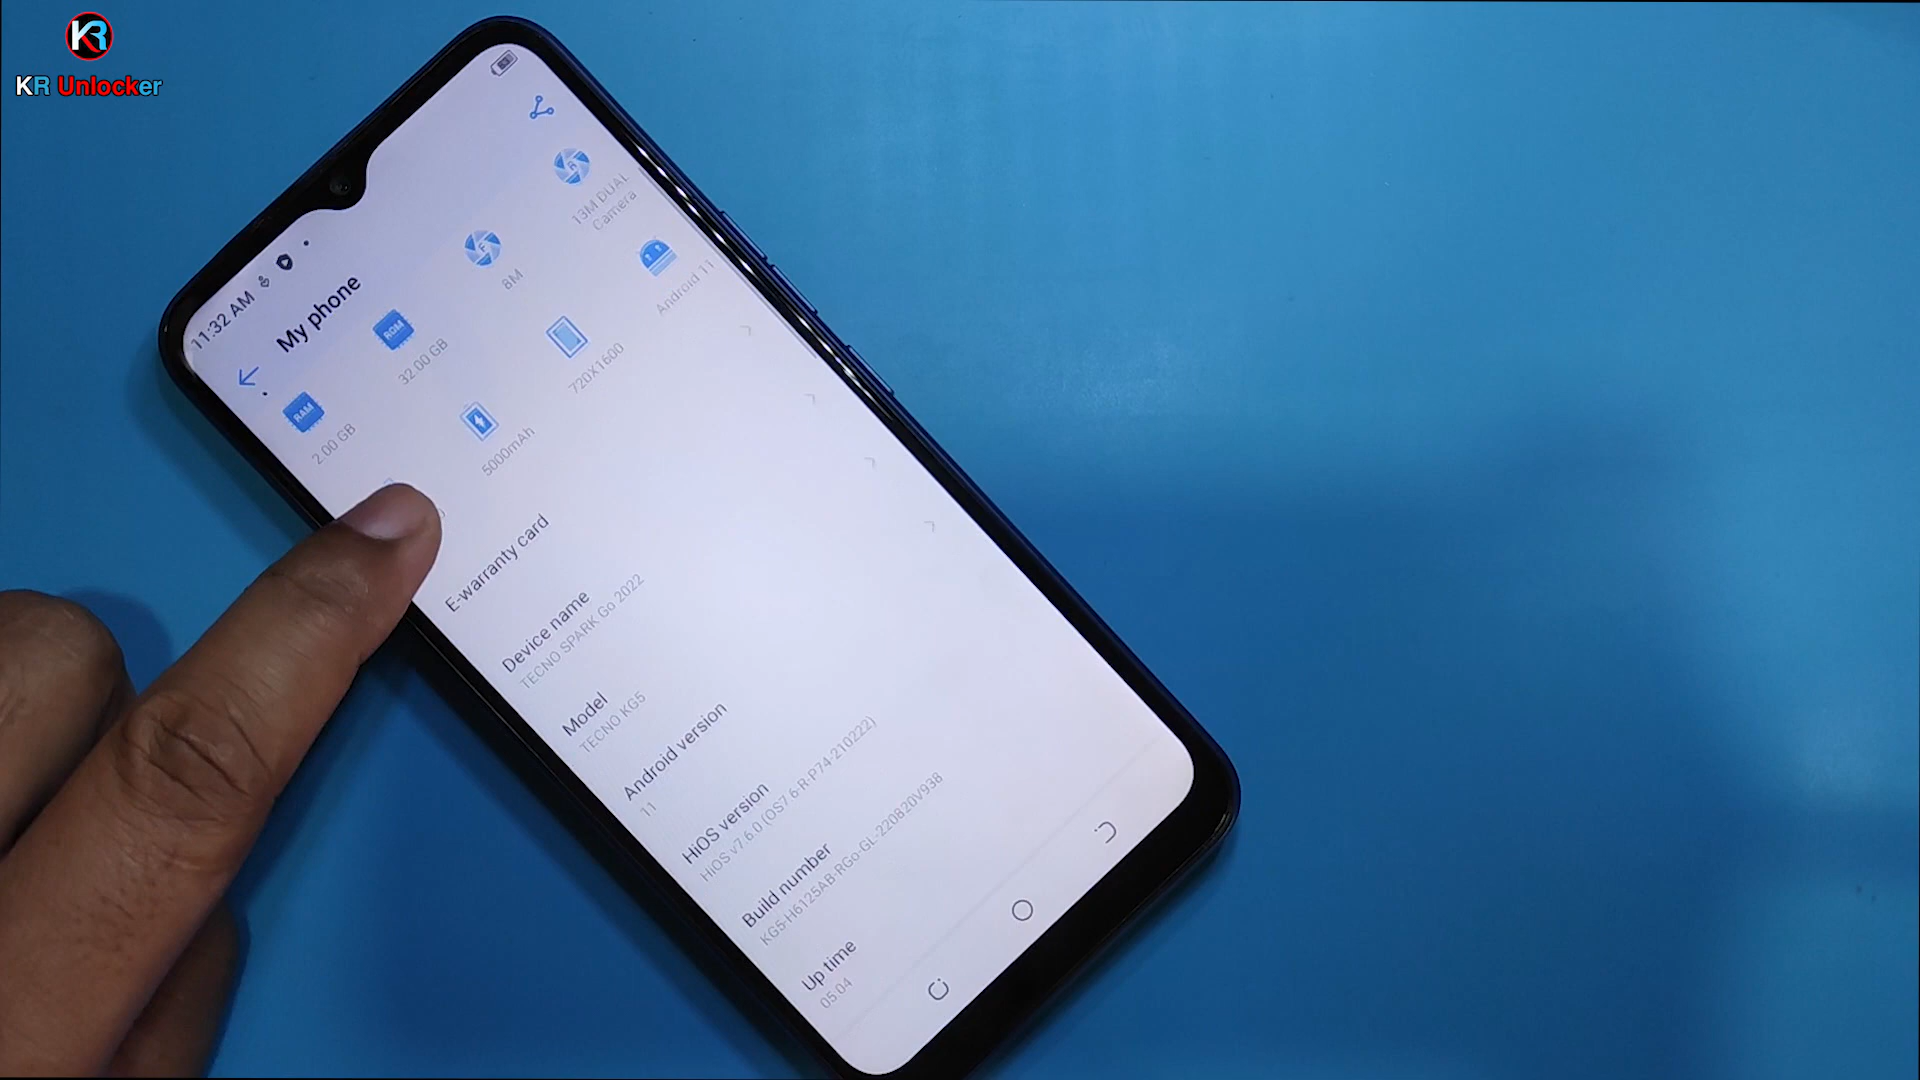 KR
KR Unlocker
11:32 AM
My phone
RAM
2.00 GB
ROM
32.00 GB
F
8M
R
13M DUAL
Camera
5000mAh
720X1600
Android 11
E-warranty card
Device name
TECNO SPARK Go 2022
Model
TECNO KG5
Android version
11
HiOS version
HiOS v7.6.0 (OS7.6-R-P74-210222)
Build number
KG5-H6125AB-RGo-GL-220820V938
Up time
05:04